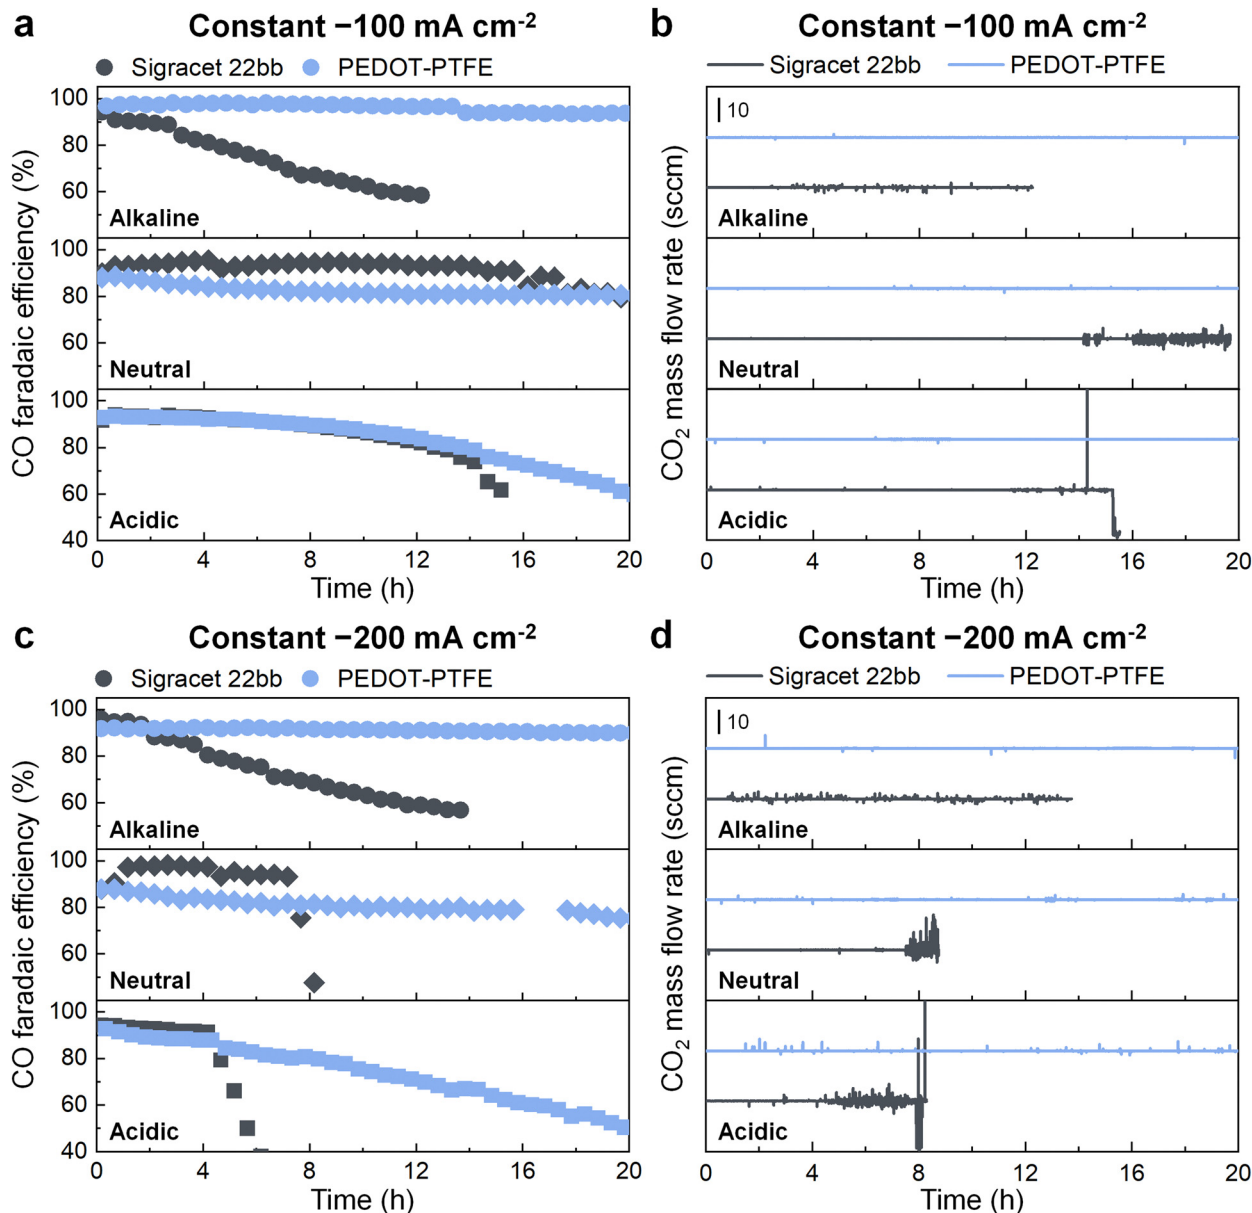 a Constant −100 mA cm-2
Sigracet 22bb PEDOT-PTFE
CO faradaic efficiency (%)
100
80
60
Alkaline
100
80
60
Neutral
100
80
60
40
Acidic
0 4 8 12 16 20
Time (h)
b Constant −100 mA cm-2
Sigracet 22bb PEDOT-PTFE
CO2 mass flow rate (sccm)
10
Alkaline
Neutral
Acidic
0 4 8 12 16 20
Time (h)
c Constant −200 mA cm-2
Sigracet 22bb PEDOT-PTFE
CO faradaic efficiency (%)
100
80
60
Alkaline
100
80
60
Neutral
100
80
60
40
Acidic
0 4 8 12 16 20
Time (h)
d Constant −200 mA cm-2
Sigracet 22bb PEDOT-PTFE
CO2 mass flow rate (sccm)
10
Alkaline
Neutral
Acidic
0 4 8 12 16 20
Time (h)